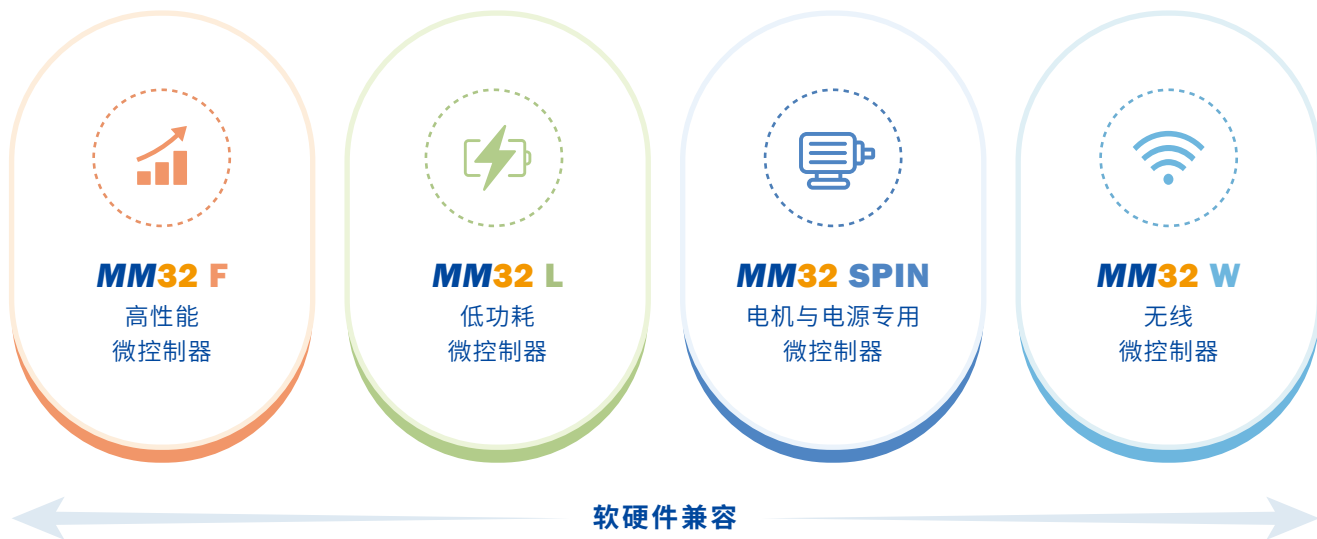 MM32 F
高性能
微控制器
MM32 L
低功耗
微控制器
MM32 SPIN
电机与电源专用
微控制器
MM32 W
无线
微控制器
软硬件兼容